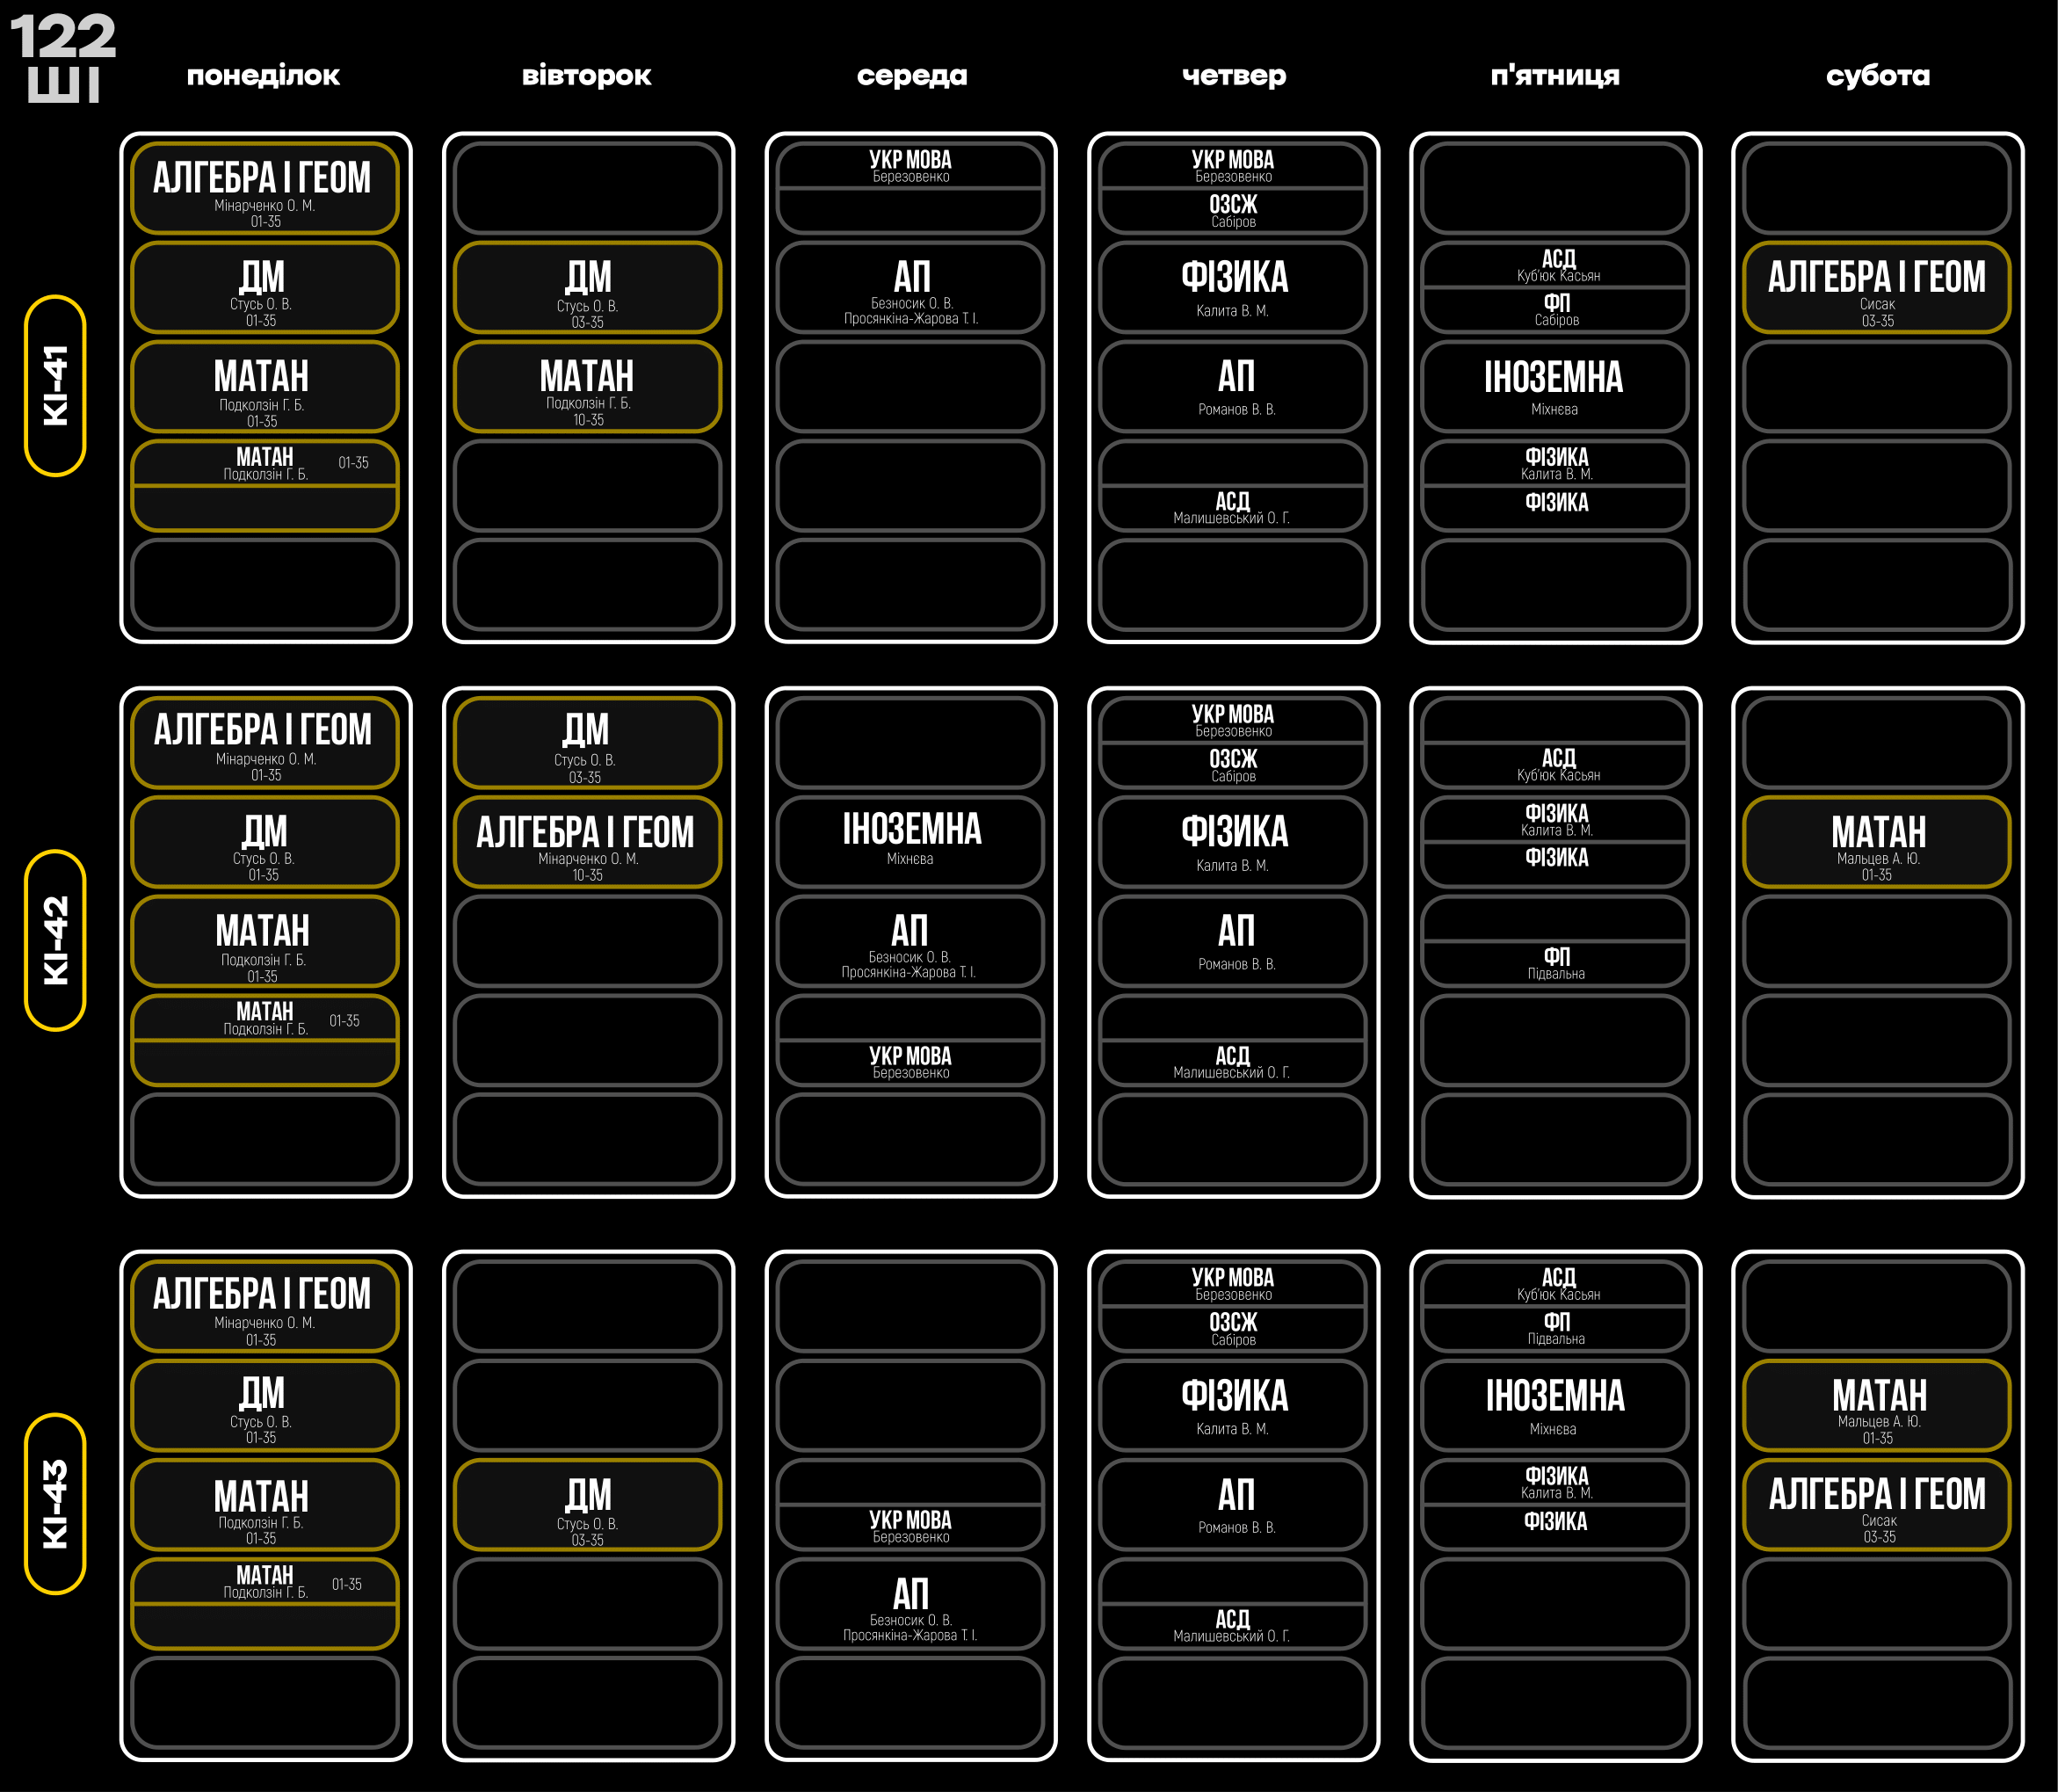 122
ШІ
понеділок
вівторок
середа
четвер
п'ятниця
субота
КІ-41
АЛГЕБРА І ГЕОМ
Мінарченко О. М.
01-35
ДМ
Стусь О. В.
01-35
МАТАН
Подколзін Г. Б.
01-35
МАТАН
01-35
Подколзін Г. Б.
ДМ
Стусь О. В.
03-35
МАТАН
Подколзін Г. Б.
10-35
УКР МОВА
Березовенко
АП
Безносик О. В.
Просянкіна-Жарова Т. І.
УКР МОВА
Березовенко
ОЗСЖ
Сабіров
ФІЗИКА
Калита В. М.
АП
Романов В. В.
АСД
Малишевський О. Г.
АСД
Куб'юк Касьян
ФП
Сабіров
ІНОЗЕМНА
Міхнєва
ФІЗИКА
Калита В. М.
ФІЗИКА
АЛГЕБРА І ГЕОМ
Сисак
03-35
КІ-42
АЛГЕБРА І ГЕОМ
Мінарченко О. М.
01-35
ДМ
Стусь О. В.
01-35
МАТАН
Подколзін Г. Б.
01-35
МАТАН
01-35
Подколзін Г. Б.
ДМ
Стусь О. В.
03-35
АЛГЕБРА І ГЕОМ
Мінарченко О. М.
10-35
ІНОЗЕМНА
Міхнєва
АП
Безносик О. В.
Просянкіна-Жарова Т. І.
УКР МОВА
Березовенко
УКР МОВА
Березовенко
ОЗСЖ
Сабіров
ФІЗИКА
Калита В. М.
АП
Романов В. В.
АСД
Малишевський О. Г.
АСД
Куб'юк Касьян
ФІЗИКА
Калита В. М.
ФІЗИКА
ФП
Підвальна
МАТАН
Мальцев А. Ю.
01-35
КІ-43
АЛГЕБРА І ГЕОМ
Мінарченко О. М.
01-35
ДМ
Стусь О. В.
01-35
МАТАН
Подколзін Г. Б.
01-35
МАТАН
01-35
Подколзін Г. Б.
ДМ
Стусь О. В.
03-35
УКР МОВА
Березовенко
АП
Безносик О. В.
Просянкіна-Жарова Т. І.
УКР МОВА
Березовенко
ОЗСЖ
Сабіров
ФІЗИКА
Калита В. М.
АП
Романов В. В.
АСД
Малишевський О. Г.
АСД
Куб'юк Касьян
ФП
Підвальна
ІНОЗЕМНА
Міхнєва
ФІЗИКА
Калита В. М.
ФІЗИКА
МАТАН
Мальцев А. Ю.
01-35
АЛГЕБРА І ГЕОМ
Сисак
03-35